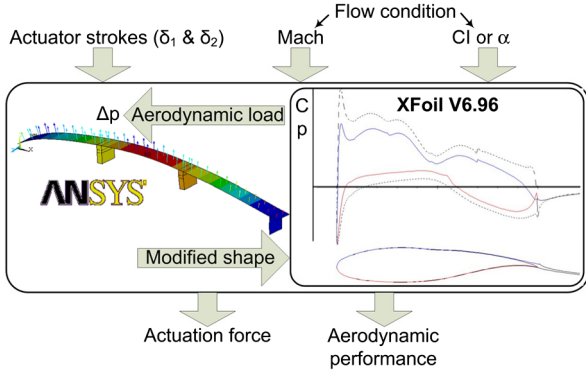 Flow condition
Actuator strokes (δ1 & δ2)
Mach
Cl or α
Δp
Aerodynamic load
C
p
XFoil V6.96
x
ANSYS
Modified shape
Actuation force
Aerodynamic
performance